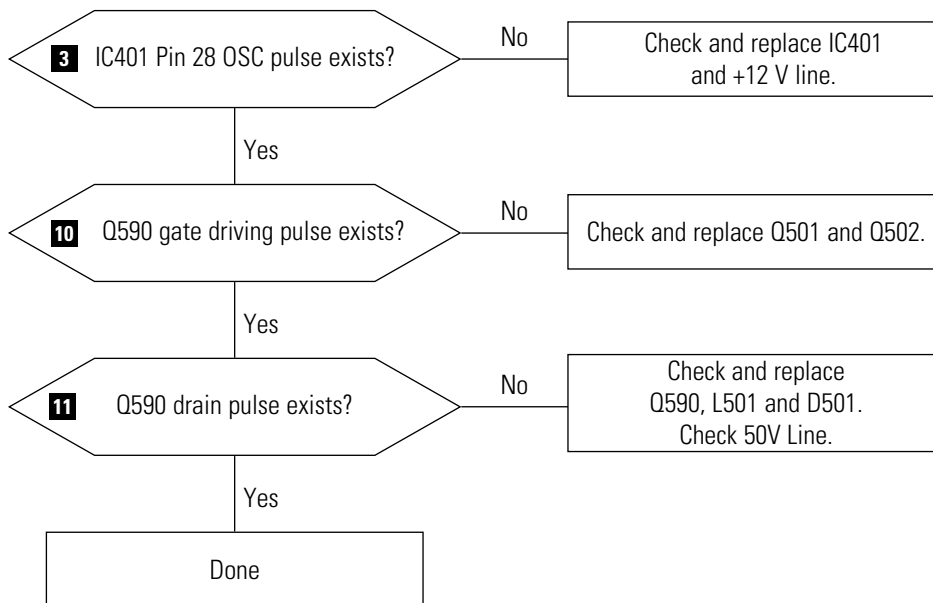 3 IC401 Pin 28 OSC pulse exists?
No
Check and replace IC401
and +12 V line.
Yes
10 Q590 gate driving pulse exists?
No
Check and replace Q501 and Q502.
Yes
11 Q590 drain pulse exists?
No
Check and replace
Q590, L501 and D501.
Check 50V Line.
Yes
Done